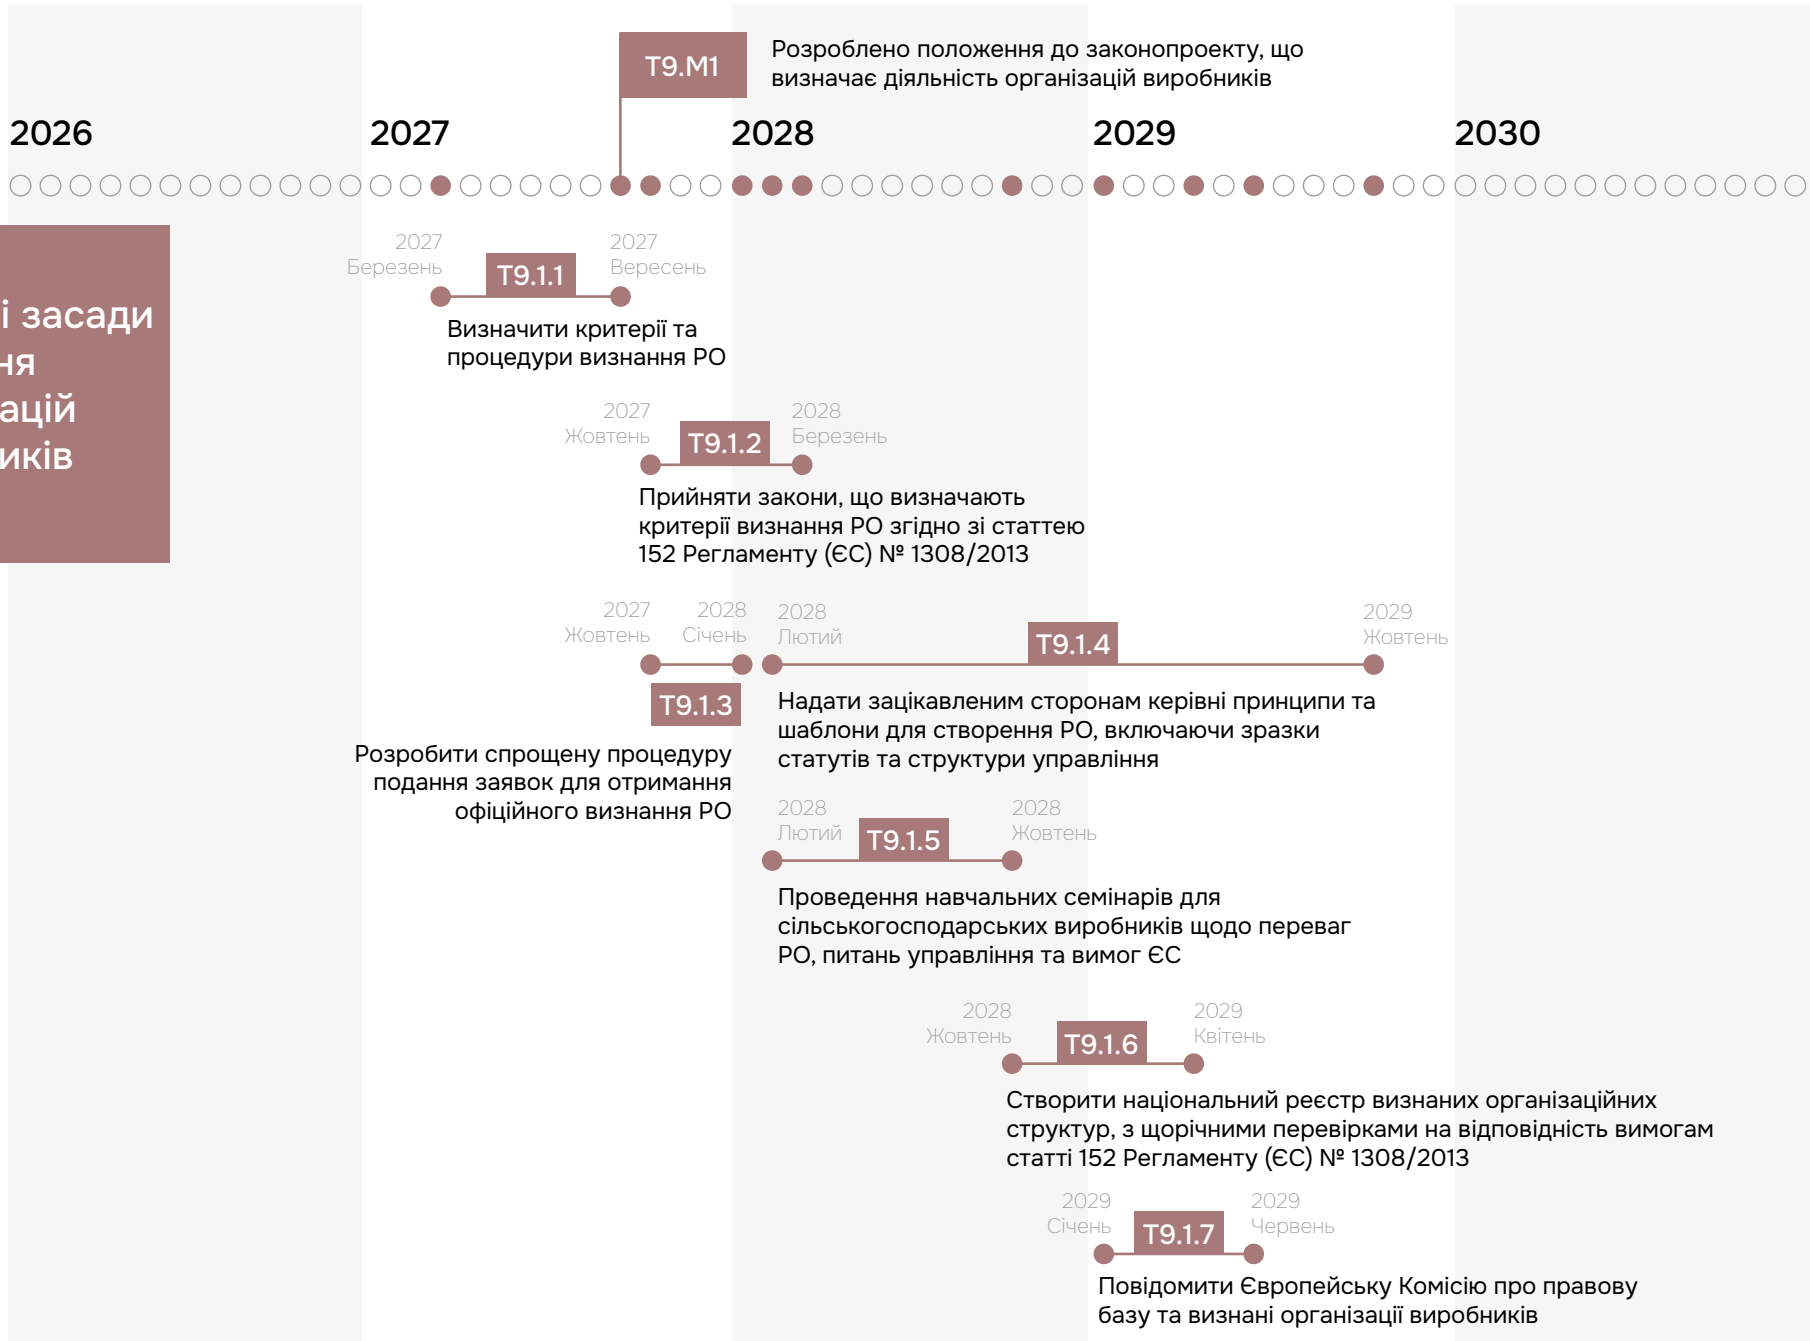 T9.M1
Розроблено положення до законопроекту, що
визначає діяльність організацій виробників
2026
2027
2028
2029
2030
і засади
ня
ацій
иків
2027
Березень
T9.1.1
2027
Вересень
Визначити критерії та
процедури визнання РО
2027
Жовтень
T9.1.2
2028
Березень
Прийняти закони, що визначають
критерії визнання РО згідно зі статтею
152 Регламенту (ЄС) № 1308/2013
2027
Жовтень
2028
Січень
T9.1.3
Розробити спрощену процедуру
подання заявок для отримання
офіційного визнання РО
2028
Лютий
T9.1.4
2029
Жовтень
Надати зацікавленим сторонам керівні принципи та
шаблони для створення РО, включаючи зразки
статутів та структури управління
2028
Лютий
T9.1.5
2028
Жовтень
Проведення навчальних семінарів для
сільськогосподарських виробників щодо переваг
РО, питань управління та вимог ЄС
2028
Жовтень
T9.1.6
2029
Квітень
Створити національний реєстр визнаних організаційних
структур, з щорічними перевірками на відповідність вимогам
статті 152 Регламенту (ЄС) № 1308/2013
2029
Січень
T9.1.7
2029
Червень
Повідомити Європейську Комісію про правову
базу та визнані організації виробників